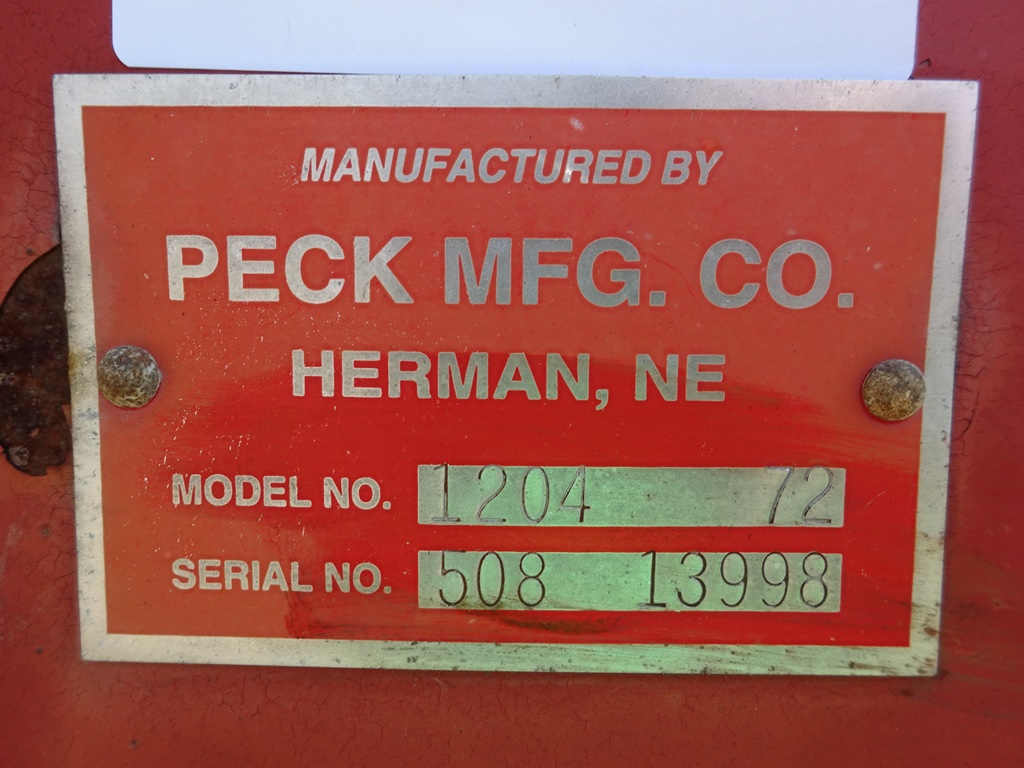 MANUFACTURED BY
PECK MFG. CO.
HERMAN, NE
MODEL NO. 1204 72
SERIAL NO. 508 13998